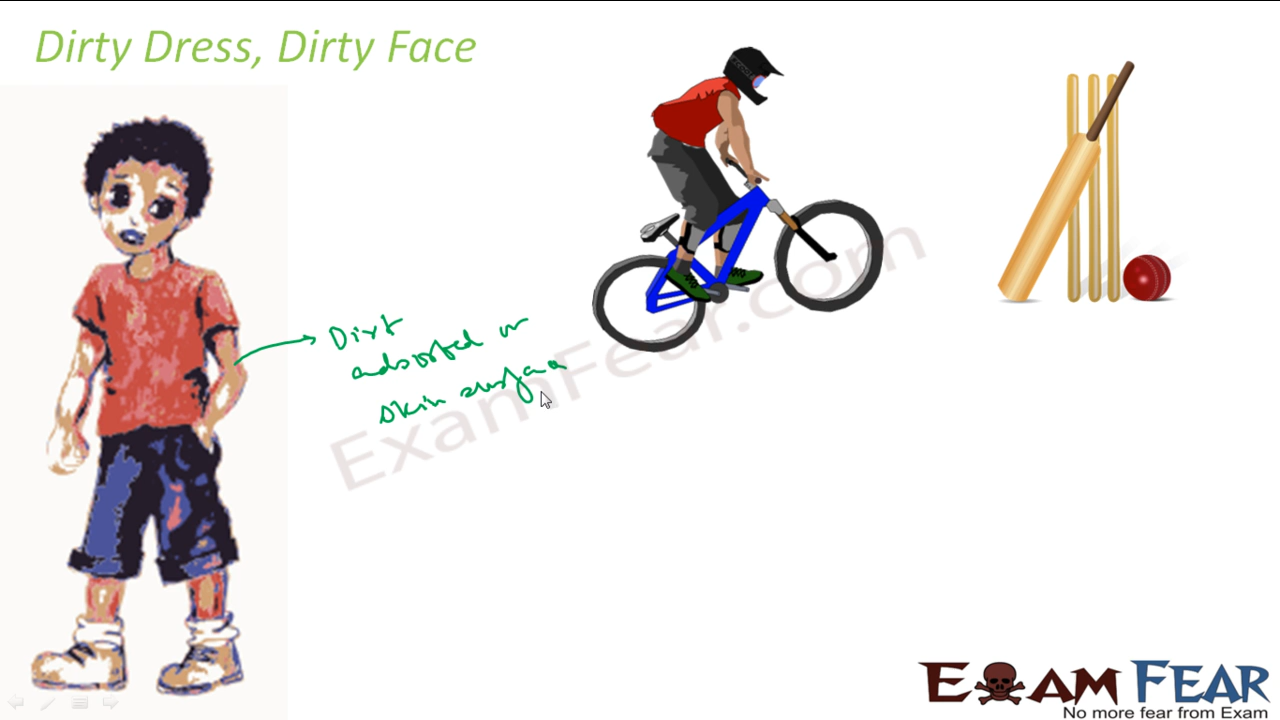 Dirty Dress, Dirty Face
Dirt
adsorbed on
skin surface
ExamFear.com
EXAM FEAR
No more fear from Exam